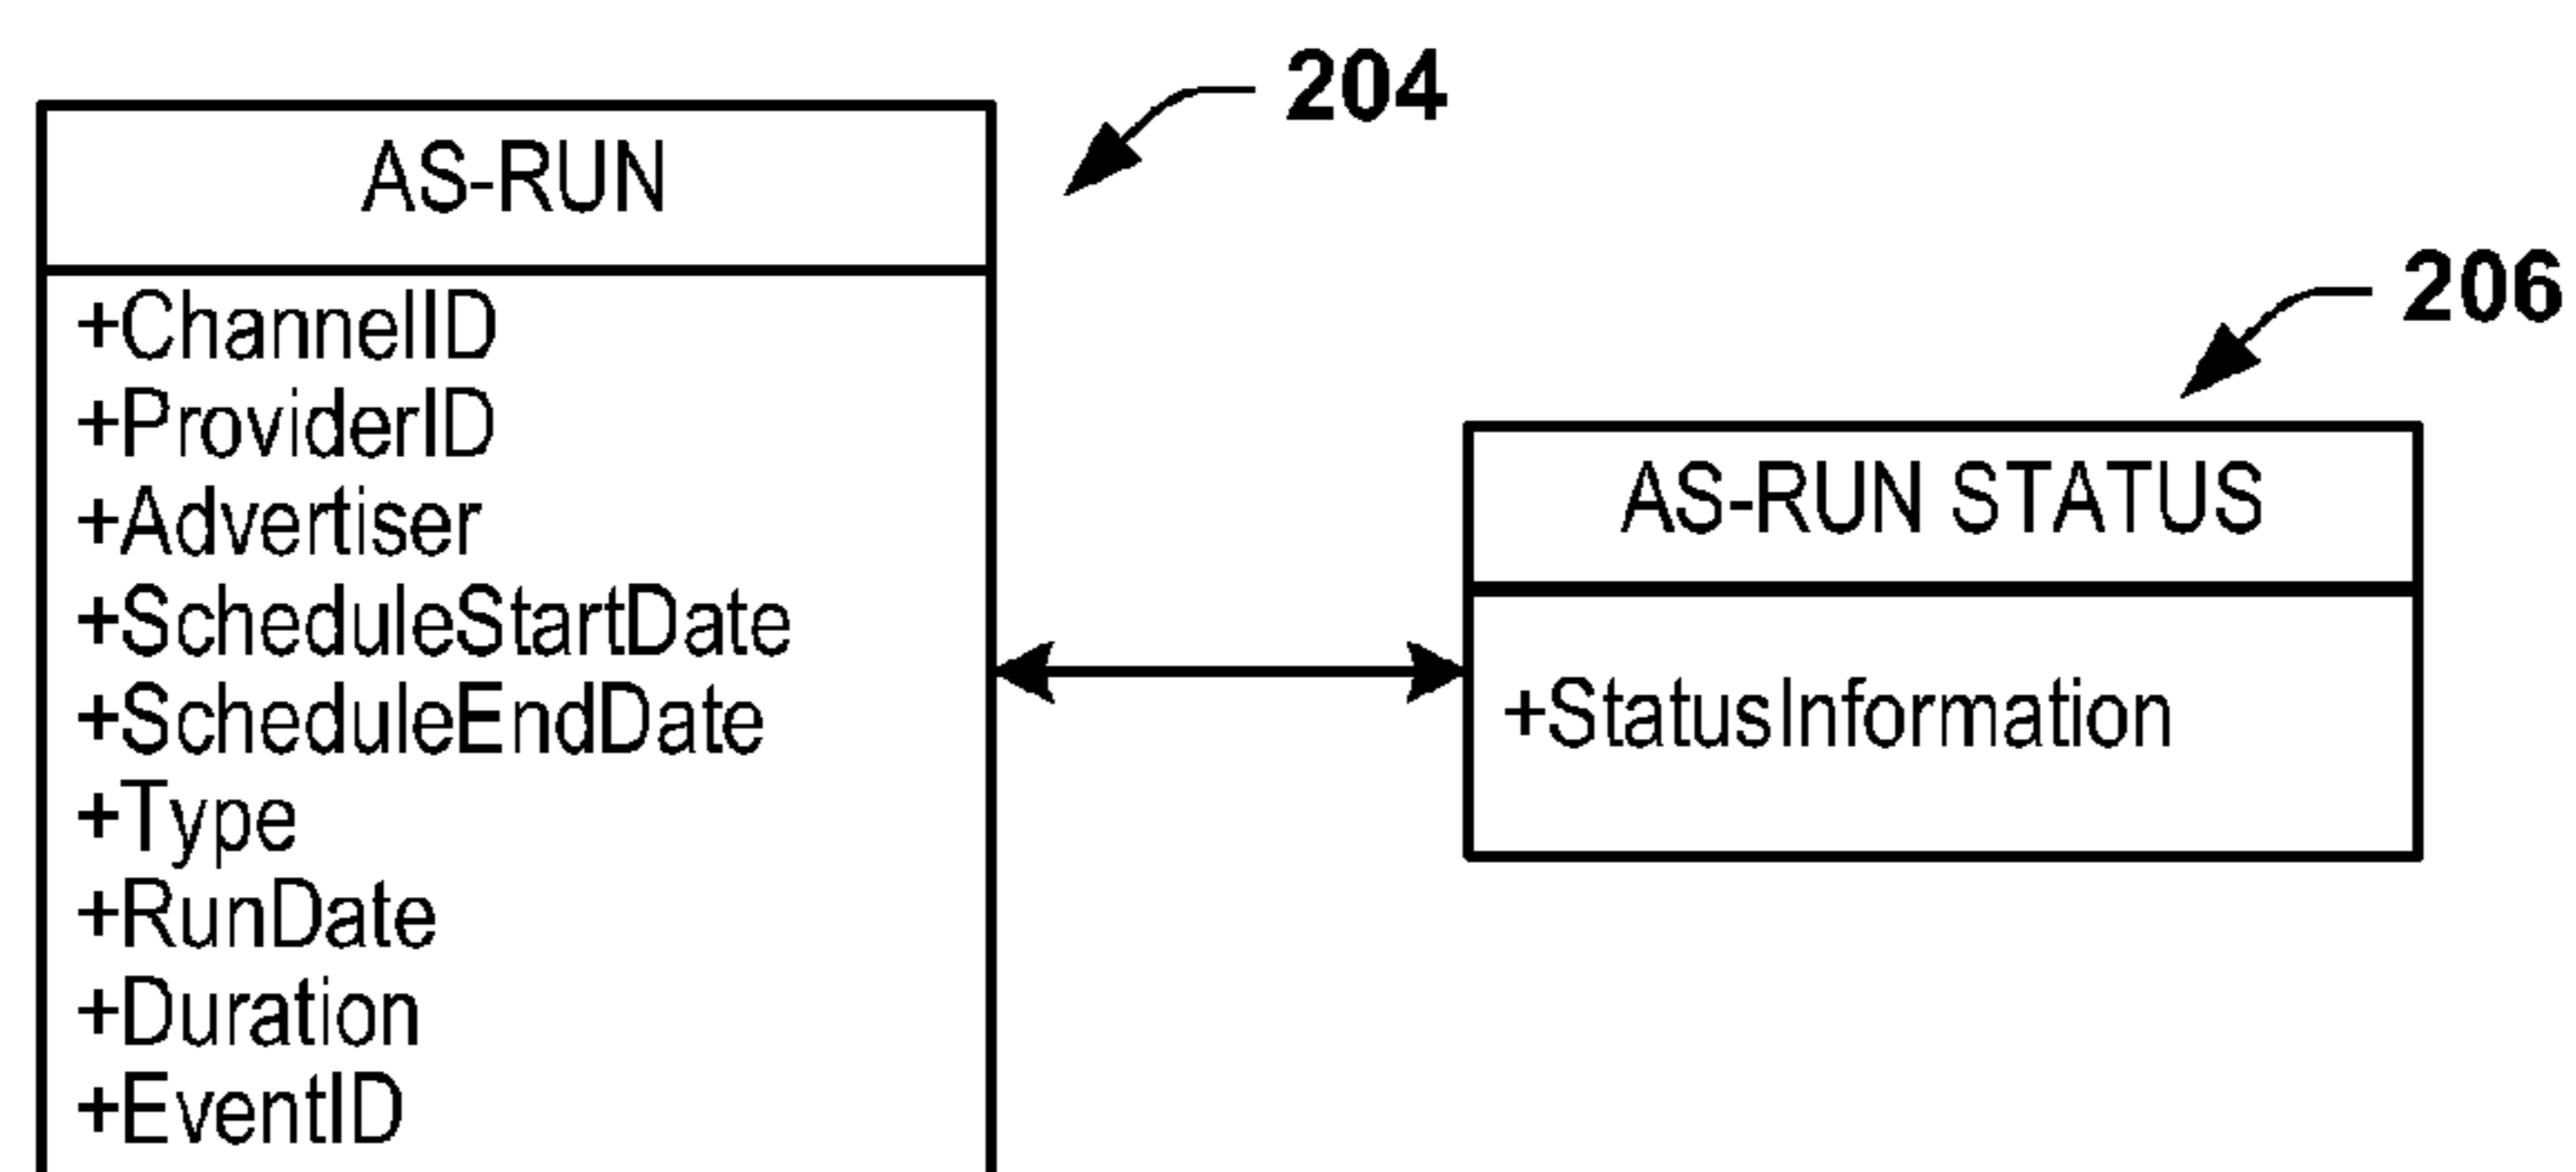 204
AS-RUN
+ChannelID
+ProviderID
+Advertiser
+ScheduleStartDate
+ScheduleEndDate
+Type
+RunDate
+Duration
+EventID
206
AS-RUN STATUS
+StatusInformation